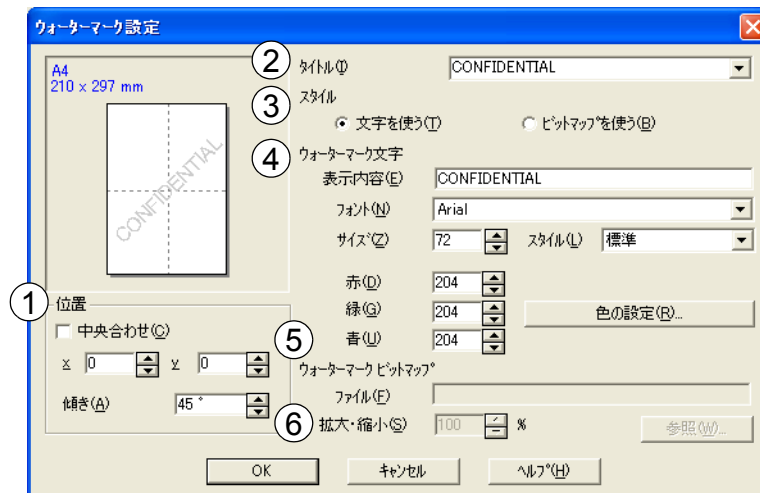 ウォーターマーク設定
A4
210 x 297 mm
CONFIDENTIAL
① 位置
中央合わせ(C)
X 0 Y 0
傾き(A) 45 °
② タイトル(I) CONFIDENTIAL
③ スタイル
文字を使う(T) ビットマップを使う(B)
④ ウォーターマーク文字
表示内容(E) CONFIDENTIAL
フォント(N) Arial
サイズ(Z) 72 スタイル(L) 標準
赤(D) 204
緑(G) 204 色の設定(R)...
⑤ 青(U) 204
ウォーターマーク ビットマップ
ファイル(F)
⑥ 拡大・縮小(S) 100 % 参照(W)...
OK キャンセル ヘルプ(H)